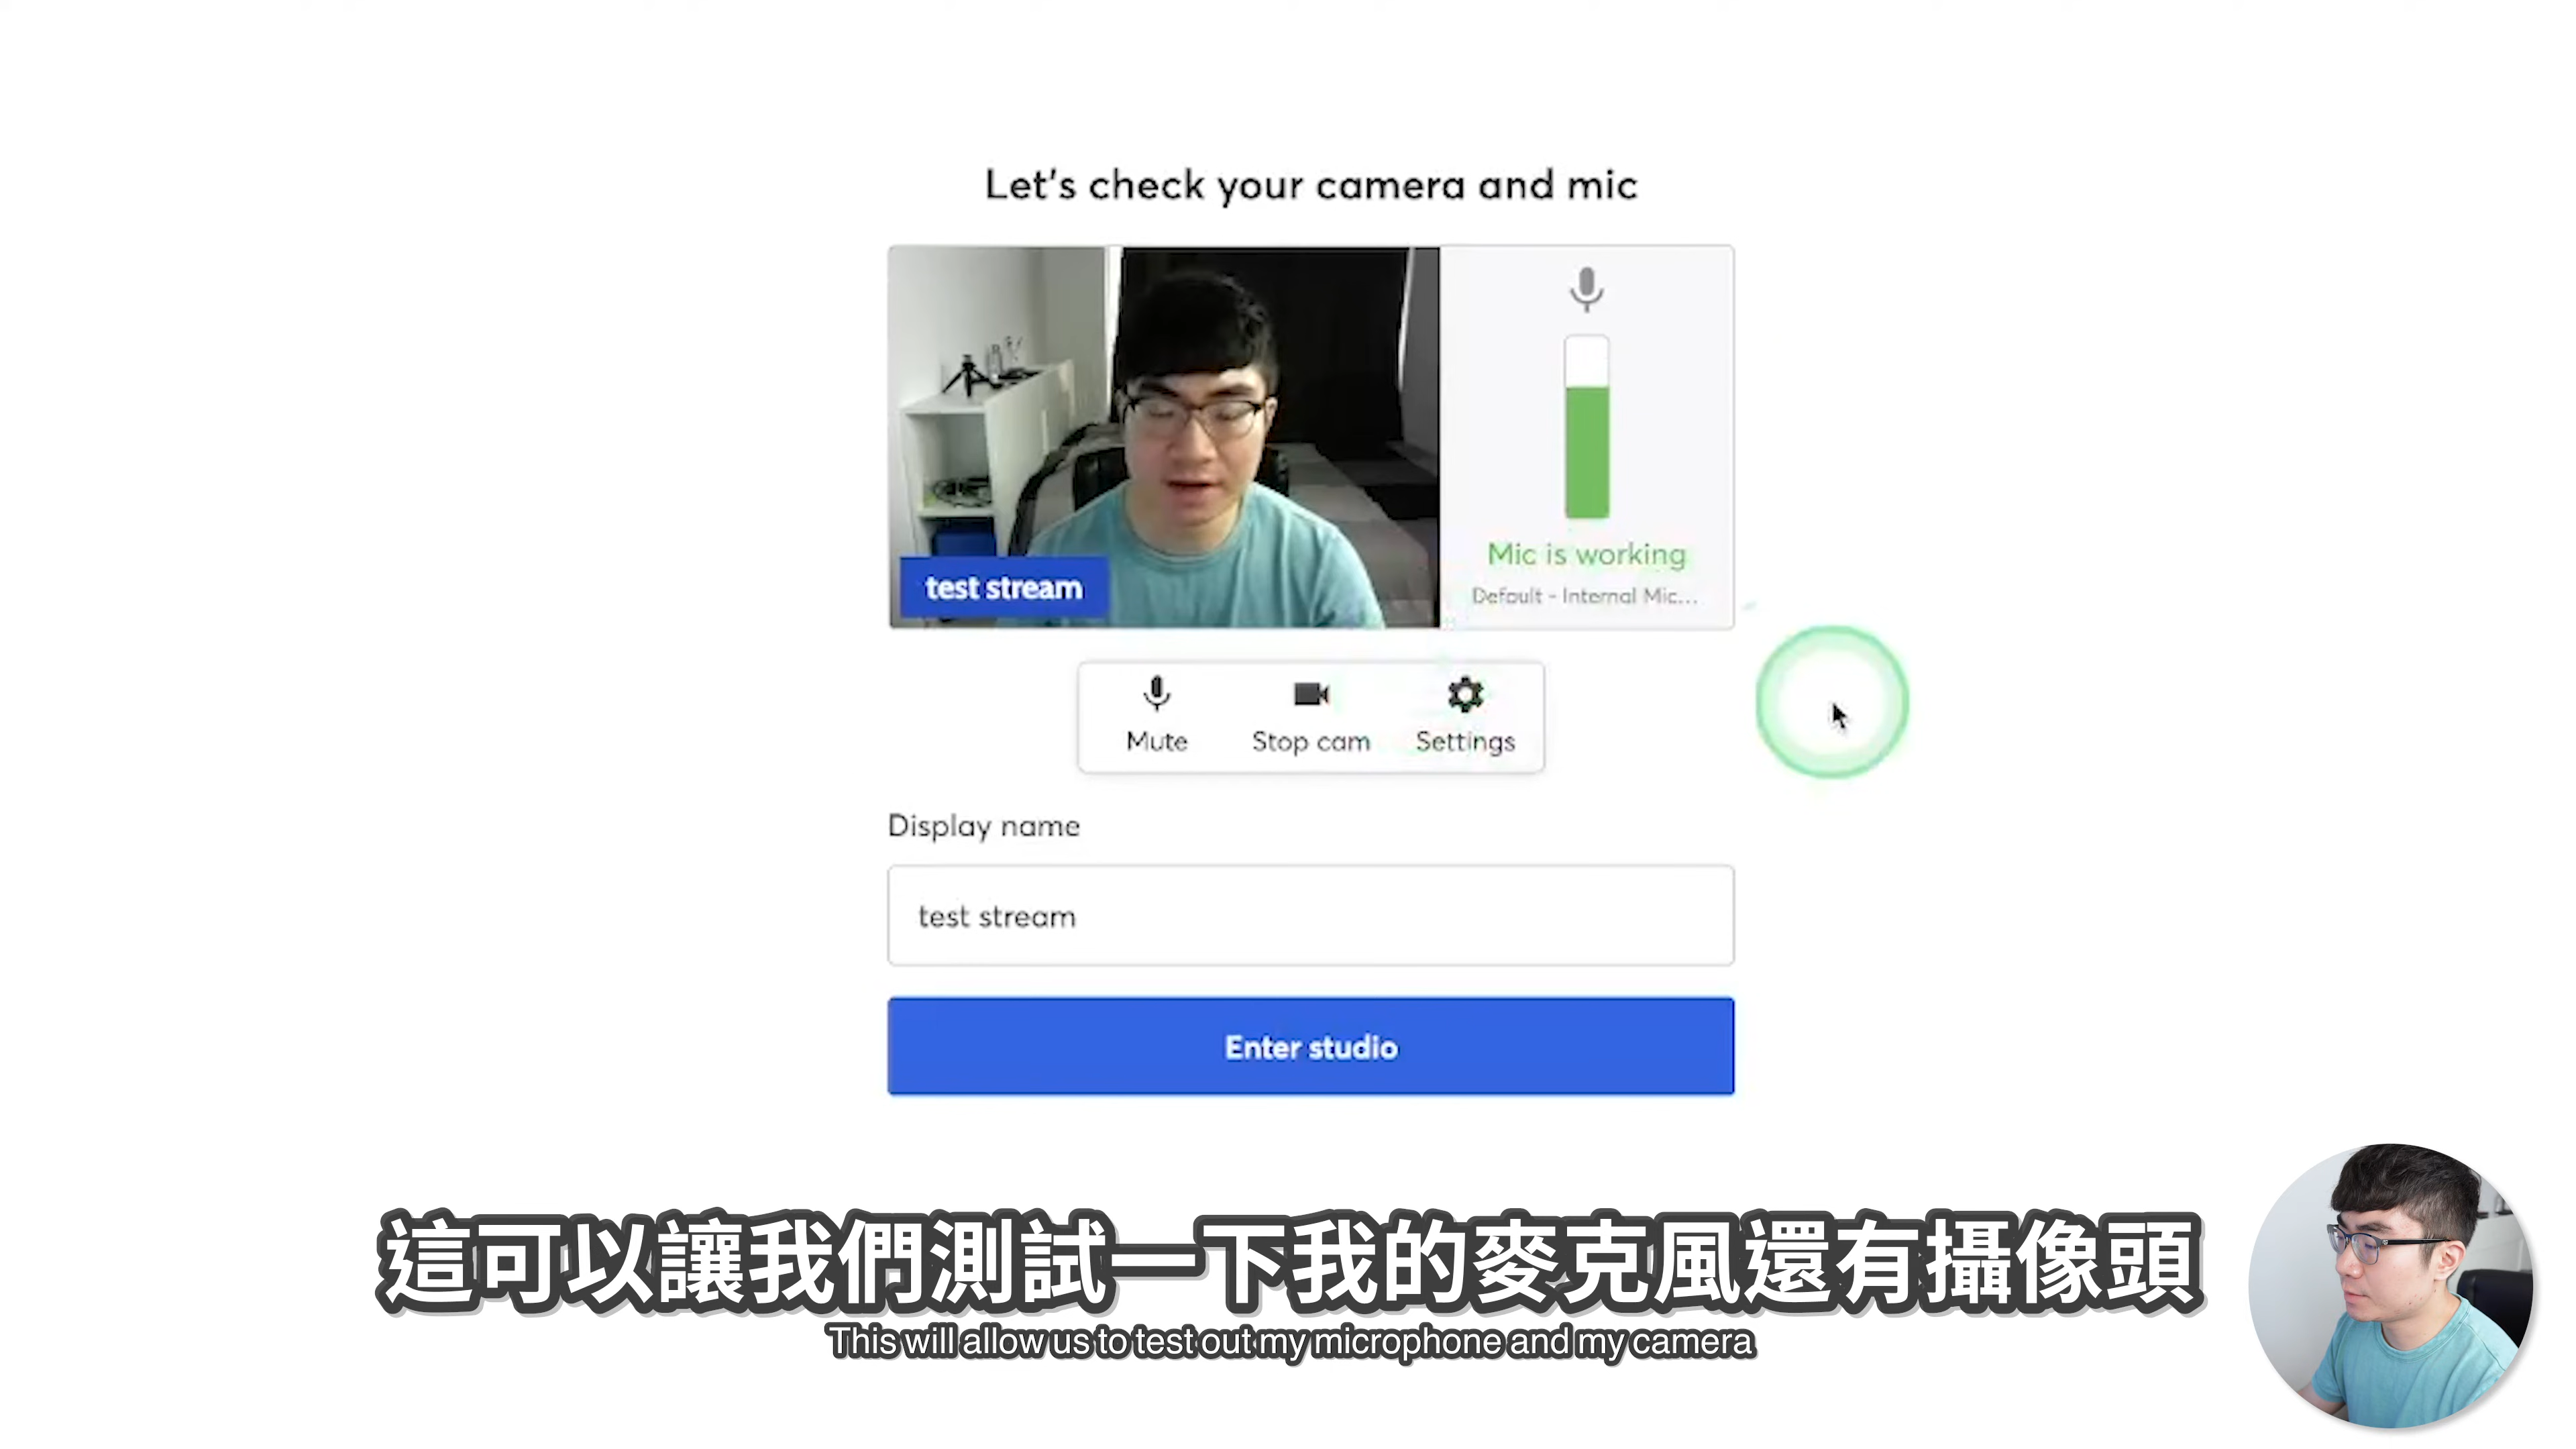 Let's check your camera and mic
test stream
Mic is working
Default - Internal Mic...
Mute
Stop cam
Settings
Display name
test stream
Enter studio
這可以讓我們測試一下我的麥克風還有攝像頭
This will allow us to test out my microphone and my camera